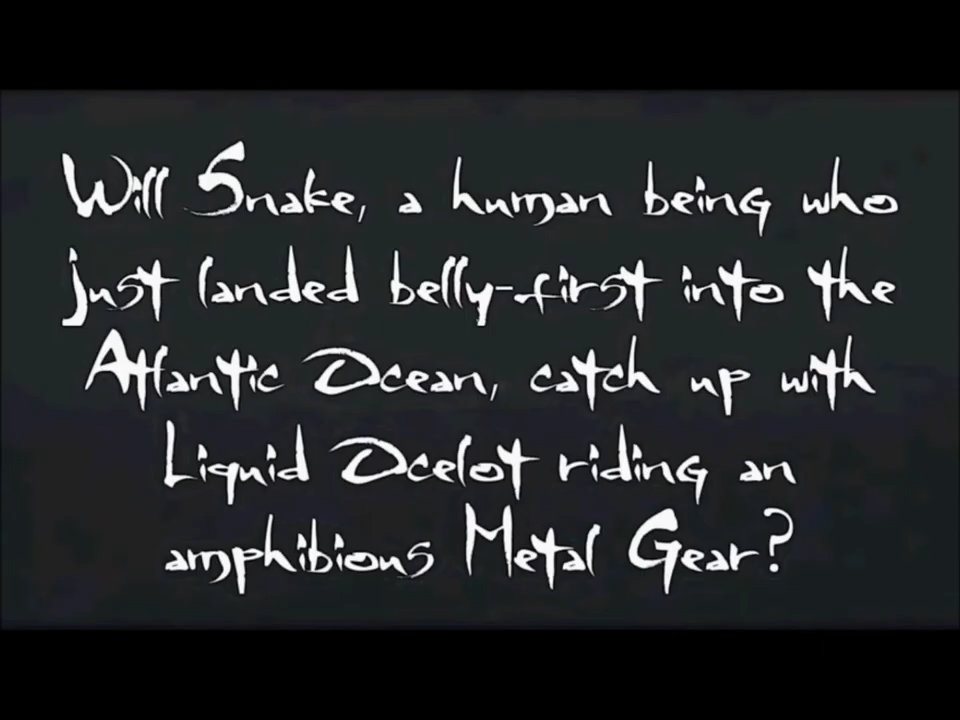 Will Snake, a human being who
just landed belly-first into the
Atlantic Ocean, catch up with
Liquid Ocelot riding an
amphibious Metal Gear?